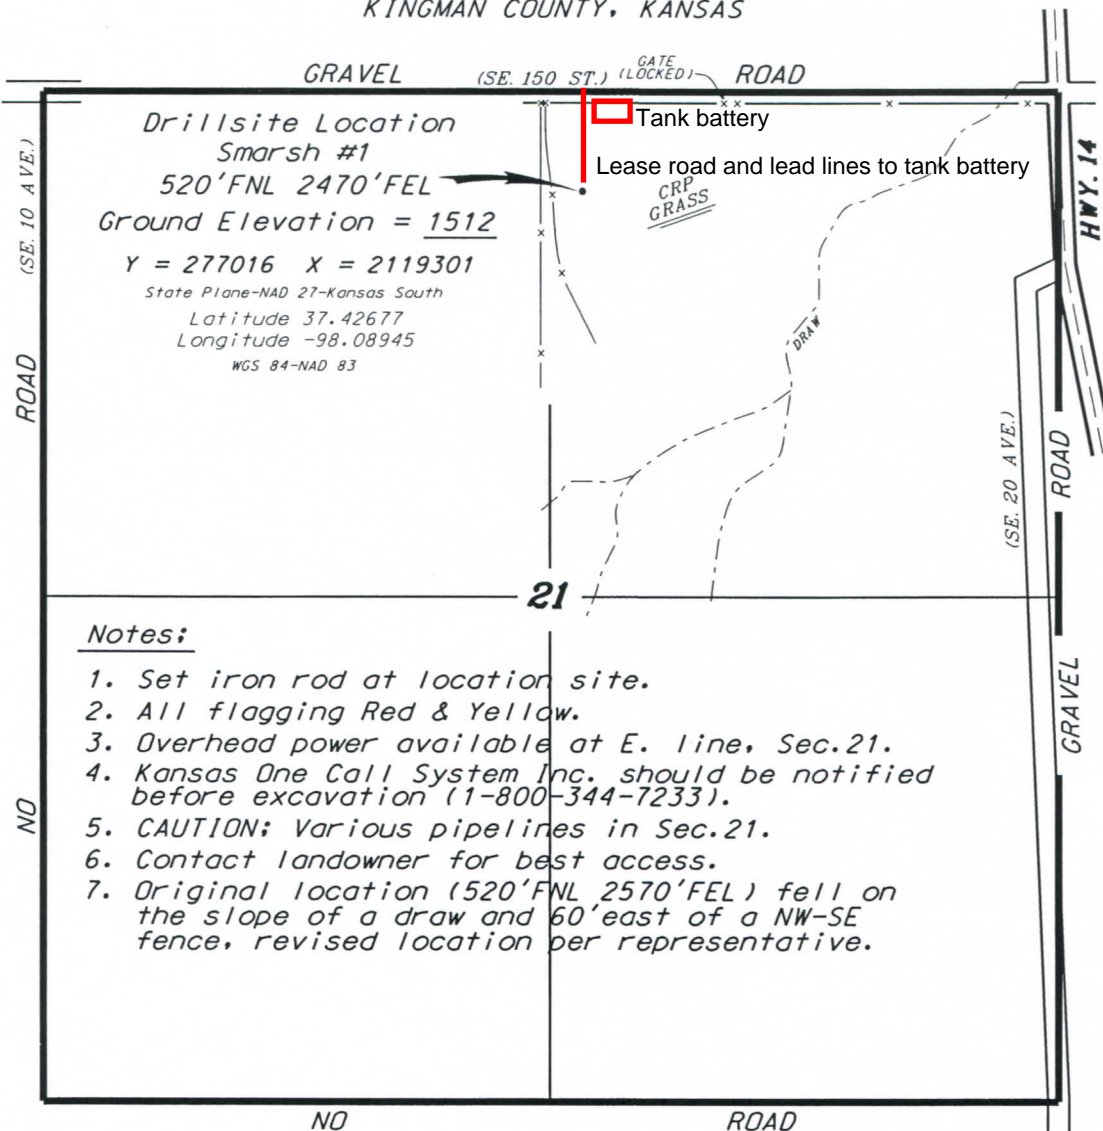 KINGMAN COUNTY, KANSAS
GRAVEL (SE. 150 ST.) GATE (LOCKED) ROAD
Drillsite Location
Smarsh #1
520'FNL 2470'FEL
Ground Elevation = 1512
Y = 277016 X = 2119301
State Plane-NAD 27-Kansas South
Latitude 37.42677
Longitude -98.08945
WGS 84-NAD 83
Tank battery
Lease road and lead lines to tank battery
CRP
GRASS
DRAW
HWY. 14
(SE. 10 AVE.)
ROAD
NO
(SE. 20 AVE.)
ROAD
GRAVEL
21
Notes:
1. Set iron rod at location site.
2. All flagging Red & Yellow.
3. Overhead power available at E. line, Sec.21.
4. Kansas One Call System Inc. should be notified
before excavation (1-800-344-7233).
5. CAUTION: Various pipelines in Sec.21.
6. Contact landowner for best access.
7. Original location (520'FNL 2570'FEL) fell on
the slope of a draw and 60'east of a NW-SE
fence, revised location per representative.
NO ROAD